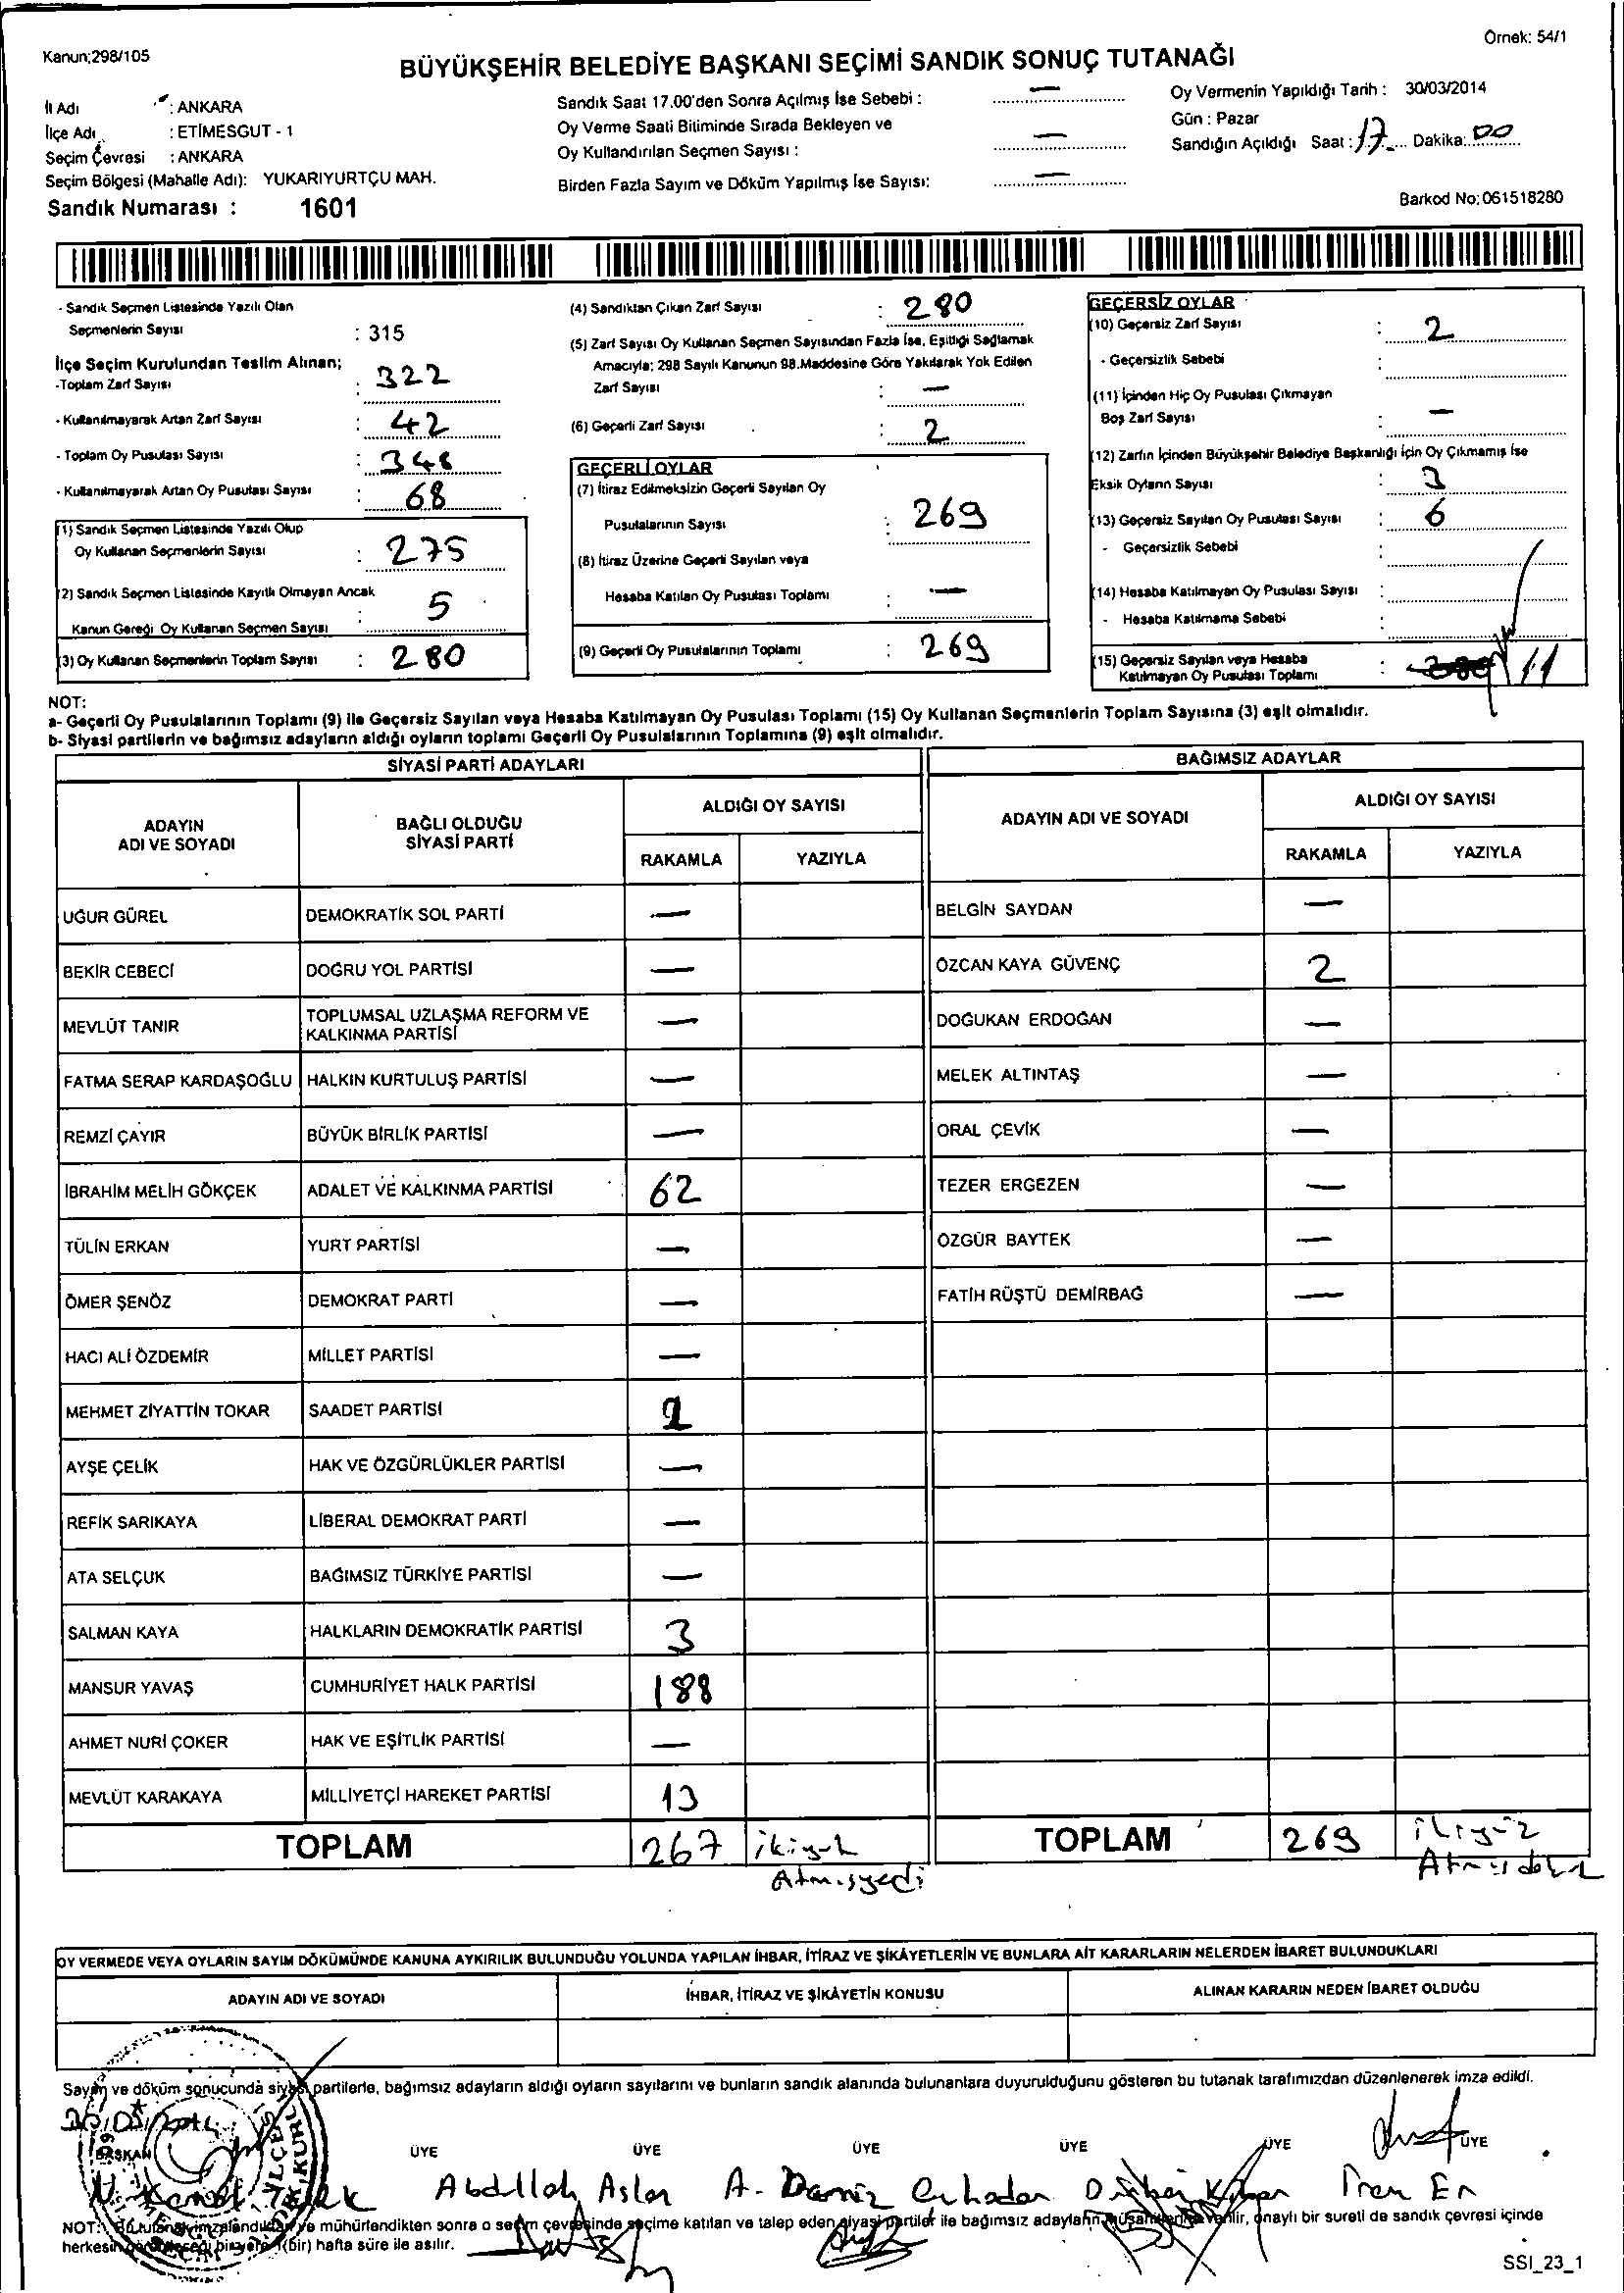 Kanun;298/105
Örnek: 54/1
BÜYÜKŞEHİR BELEDİYE BAŞKANI SEÇİMİ SANDIK SONUÇ TUTANAĞI
İl Adı : ANKARA
İlçe Adı : ETİMESGUT - 1
Seçim Çevresi : ANKARA
Seçim Bölgesi (Mahalle Adı): YUKARIYURTÇU MAH.
Sandık Numarası : 1601
Sandık Saat 17.00'den Sonra Açılmış İse Sebebi : —
Oy Verme Saati Bitiminde Sırada Bekleyen ve
Oy Kullandırılan Seçmen Sayısı : —
Birden Fazla Sayım ve Döküm Yapılmış İse Sayısı: —
Oy Vermenin Yapıldığı Tarih : 30/03/2014
Gün : Pazar
Sandığın Açıldığı Saat : 17 Dakika: 00
Barkod No: 061518280
- Sandık Seçmen Listesinde Yazılı Olan
Seçmenlerin Sayısı : 315
İlçe Seçim Kurulundan Teslim Alınan;
-Toplam Zarf Sayısı : 322
- Kullanılmayarak Artan Zarf Sayısı : 42
- Toplam Oy Pusulası Sayısı : 348
- Kullanılmayarak Artan Oy Pusulası Sayısı : 68
(1) Sandık Seçmen Listesinde Yazılı Olup
Oy Kullanan Seçmenlerin Sayısı : 275
(2) Sandık Seçmen Listesinde Kayıtlı Olmayan Ancak
Kanun Gereği Oy Kullanan Seçmen Sayısı : 5
(3) Oy Kullanan Seçmenlerin Toplam Sayısı : 280
(4) Sandıktan Çıkan Zarf Sayısı : 280
(5) Zarf Sayısı Oy Kullanan Seçmen Sayısından Fazla İse, Eşitliği Sağlamak
Amacıyla; 298 Sayılı Kanunun 98.Maddesine Göre Yakılarak Yok Edilen
Zarf Sayısı : —
(6) Geçerli Zarf Sayısı : 2
GEÇERLİ OYLAR
(7) İtiraz Edilmeksizin Geçerli Sayılan Oy
Pusulalarının Sayısı : 269
(8) İtiraz Üzerine Geçerli Sayılan veya
Hesaba Katılan Oy Pusulası Toplamı : —
(9) Geçerli Oy Pusulalarının Toplamı : 269
GEÇERSİZ OYLAR
(10) Geçersiz Zarf Sayısı : 2
- Geçersizlik Sebebi :
(11) İçinden Hiç Oy Pusulası Çıkmayan
Boş Zarf Sayısı : —
(12) Zarfın İçinden Büyükşehir Belediye Başkanlığı İçin Oy Çıkmamış İse
Eksik Oyların Sayısı : 3
(13) Geçersiz Sayılan Oy Pusulası Sayısı : 6
- Geçersizlik Sebebi :
(14) Hesaba Katılmayan Oy Pusulası Sayısı :
- Hesaba Katılmama Sebebi :
(15) Geçersiz Sayılan veya Hesaba
Katılmayan Oy Pusulası Toplamı : 11
NOT:
a- Geçerli Oy Pusulalarının Toplamı (9) ile Geçersiz Sayılan veya Hesaba Katılmayan Oy Pusulası Toplamı (15) Oy Kullanan Seçmenlerin Toplam Sayısına (3) eşit olmalıdır.
b- Siyasi partilerin ve bağımsız adayların aldığı oyların toplamı Geçerli Oy Pusulalarının Toplamına (9) eşit olmalıdır.
SİYASİ PARTİ ADAYLARI
ADAYIN ADI VE SOYADI BAĞLI OLDUĞU SİYASİ PARTİ ALDIĞI OY SAYISI
RAKAMLA YAZIYLA
UĞUR GÜREL DEMOKRATİK SOL PARTİ —
BEKİR CEBECİ DOĞRU YOL PARTİSİ —
MEVLÜT TANIR TOPLUMSAL UZLAŞMA REFORM VE KALKINMA PARTİSİ —
FATMA SERAP KARDAŞOĞLU HALKIN KURTULUŞ PARTİSİ —
REMZİ ÇAYIR BÜYÜK BİRLİK PARTİSİ —
İBRAHİM MELİH GÖKÇEK ADALET VE KALKINMA PARTİSİ 62
TÜLİN ERKAN YURT PARTİSİ —
ÖMER ŞENÖZ DEMOKRAT PARTİ —
HACI ALİ ÖZDEMİR MİLLET PARTİSİ —
MEHMET ZİYATTİN TOKAR SAADET PARTİSİ
AYŞE ÇELİK HAK VE ÖZGÜRLÜKLER PARTİSİ —
REFİK SARIKAYA LİBERAL DEMOKRAT PARTİ —
ATA SELÇUK BAĞIMSIZ TÜRKİYE PARTİSİ —
SALMAN KAYA HALKLARIN DEMOKRATİK PARTİSİ 3
MANSUR YAVAŞ CUMHURİYET HALK PARTİSİ 188
AHMET NURİ ÇOKER HAK VE EŞİTLİK PARTİSİ —
MEVLÜT KARAKAYA MİLLİYETÇİ HAREKET PARTİSİ 13
TOPLAM 267 ikiyüz
Atmışyedi
BAĞIMSIZ ADAYLAR
ADAYIN ADI VE SOYADI ALDIĞI OY SAYISI
RAKAMLA YAZIYLA
BELGİN SAYDAN —
ÖZCAN KAYA GÜVENÇ 2
DOĞUKAN ERDOĞAN —
MELEK ALTINTAŞ —
ORAL ÇEVİK —
TEZER ERGEZEN —
ÖZGÜR BAYTEK —
FATİH RÜŞTÜ DEMİRBAĞ —
TOPLAM 269 ikiyüz
Atmışdokuz
OY VERMEDE VEYA OYLARIN SAYIM DÖKÜMÜNDE KANUNA AYKIRILIK BULUNDUĞU YOLUNDA YAPILAN İHBAR, İTİRAZ VE ŞİKÂYETLERİN VE BUNLARA AİT KARARLARIN NELERDEN İBARET BULUNDUKLARI
ADAYIN ADI VE SOYADI İHBAR, İTİRAZ VE ŞİKÂYETİN KONUSU ALINAN KARARIN NEDEN İBARET OLDUĞU
Sayım ve döküm sonucunda siyasi partilerle, bağımsız adayların aldığı oyların sayılarını ve bunların sandık alanında bulunanlara duyurulduğunu gösteren bu tutanak tarafımızdan düzenlenerek imza edildi.
BAŞKAN ÜYE ÜYE ÜYE ÜYE ÜYE ÜYE
Abdllah Aslan A. Deniz
NOT: Bu tutanak imzalandıktan ve mühürlendikten sonra o seçim çevresinde seçime katılan ve talep eden siyasi partiler ile bağımsız adayların müşahitlerine verilir, onaylı bir sureti de sandık çevresi içinde
herkesin görebileceği bir yere 1(bir) hafta süre ile asılır.
SSI_23_1